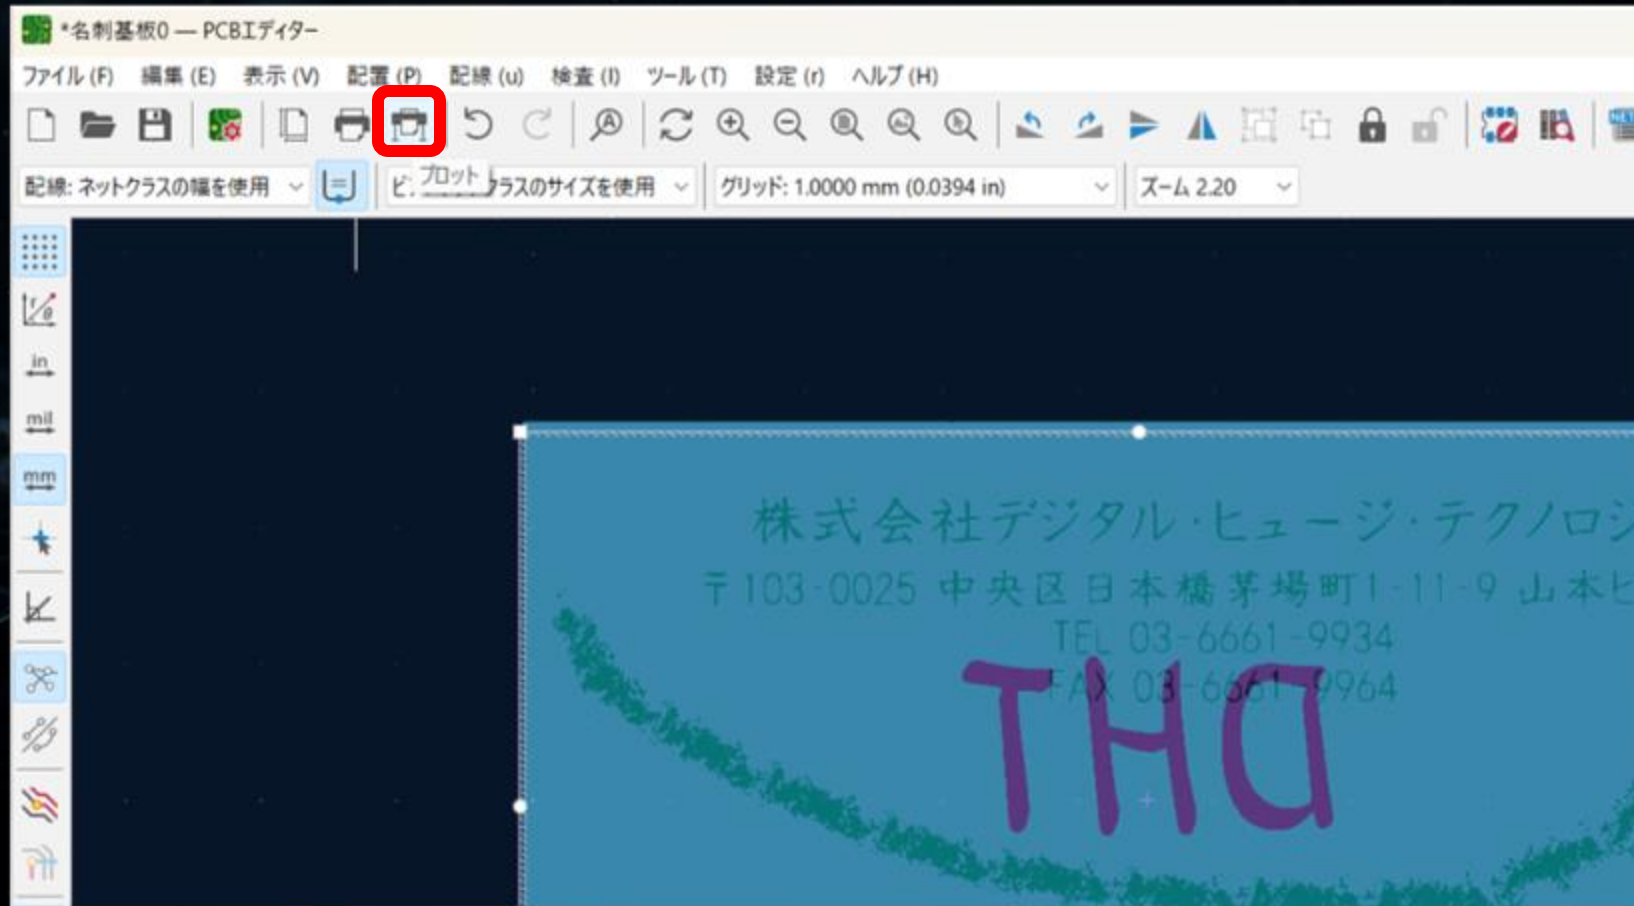 *名刺基板0 — PCBエディター
ファイル (F) 編集 (E) 表示 (V) 配置 (P) 配線 (u) 検査 (I) ツール (T) 設定 (r) ヘルプ (H)
配線: ネットクラスの幅を使用
プロット
クラスのサイズを使用
グリッド: 1.0000 mm (0.0394 in)
ズーム 2.20
in
mil
mm
株式会社デジタル・ヒュージ・テクノロジ
〒103-0025 中央区日本橋茅場町1-11-9 山本ビ
TEL 03-6661-9934
FAX 03-6661-9964